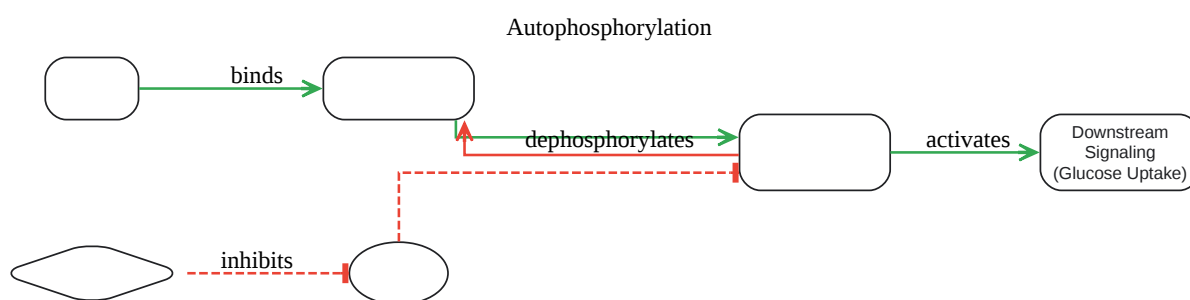 Autophosphorylation
binds
dephosphorylates
activates
Downstream
Signaling
(Glucose Uptake)
inhibits